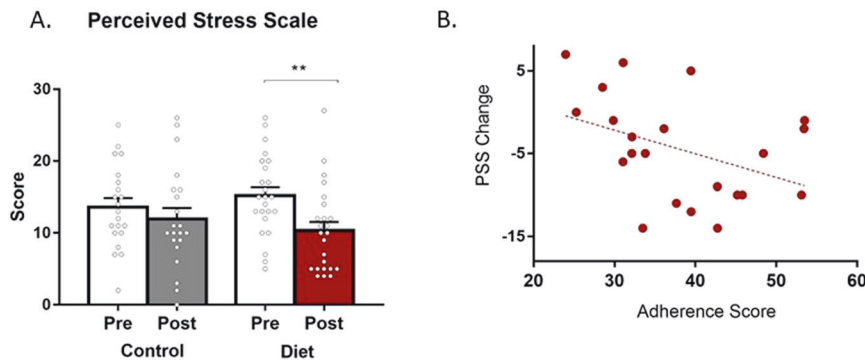 A. Perceived Stress Scale
**
30
20
10
0
Score
Pre Post Pre Post
Control Diet
B.
5
-5
-15
PSS Change
20 30 40 50 60
Adherence Score